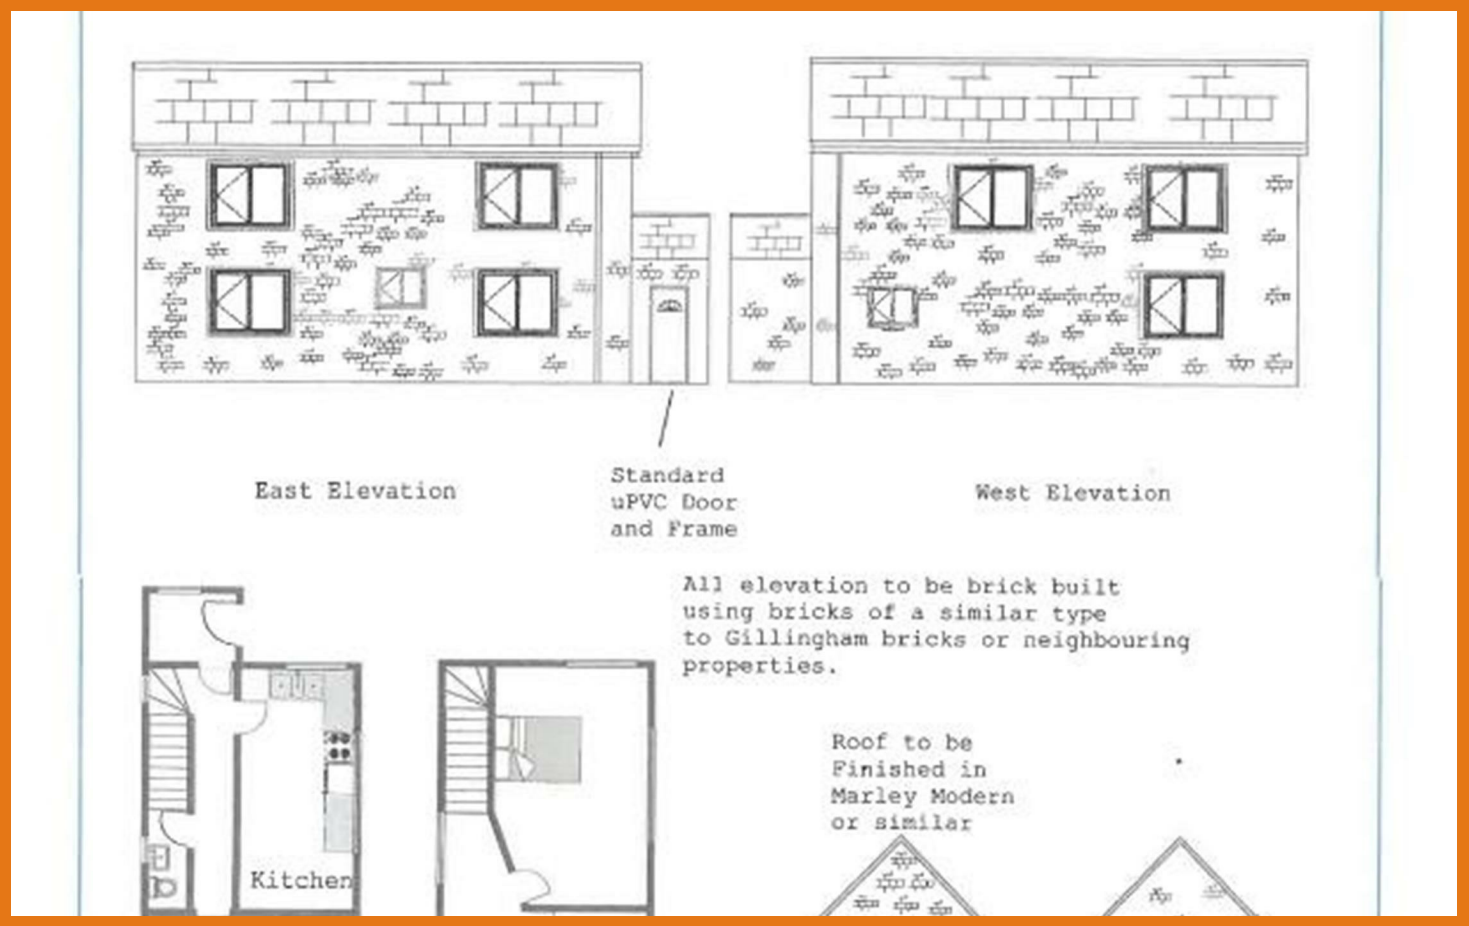 East Elevation
Standard
uPVC Door
and Frame
West Elevation
All elevation to be brick built
using bricks of a similar type
to Gillingham bricks or neighbouring
properties.
Roof to be
Finished in
Marley Modern
or similar
Kitchen